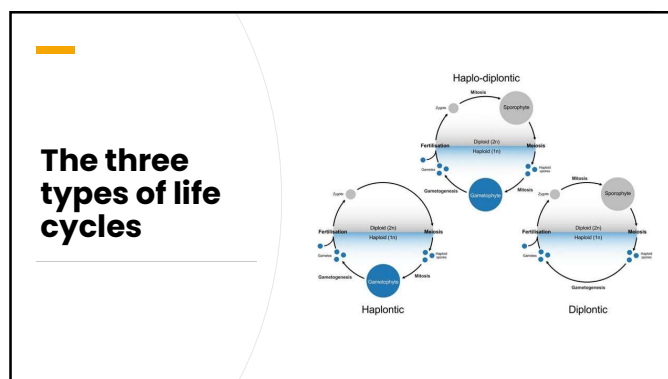 The three
types of life
cycles
Haplo-diplontic
Mitosis
Zygote
Sporophyte
Fertilisation
Diploid (2n)
Meiosis
Haploid (1n)
Gametes
Haploid
spores
Gametogenesis
Mitosis
Gametophyte
Zygote
Fertilisation
Diploid (2n)
Meiosis
Haploid (1n)
Gametes
Haploid
spores
Gametogenesis
Mitosis
Gametophyte
Haplontic
Mitosis
Zygote
Sporophyte
Fertilisation
Diploid (2n)
Meiosis
Haploid (1n)
Gametes
Haploid
spores
Gametogenesis
Diplontic